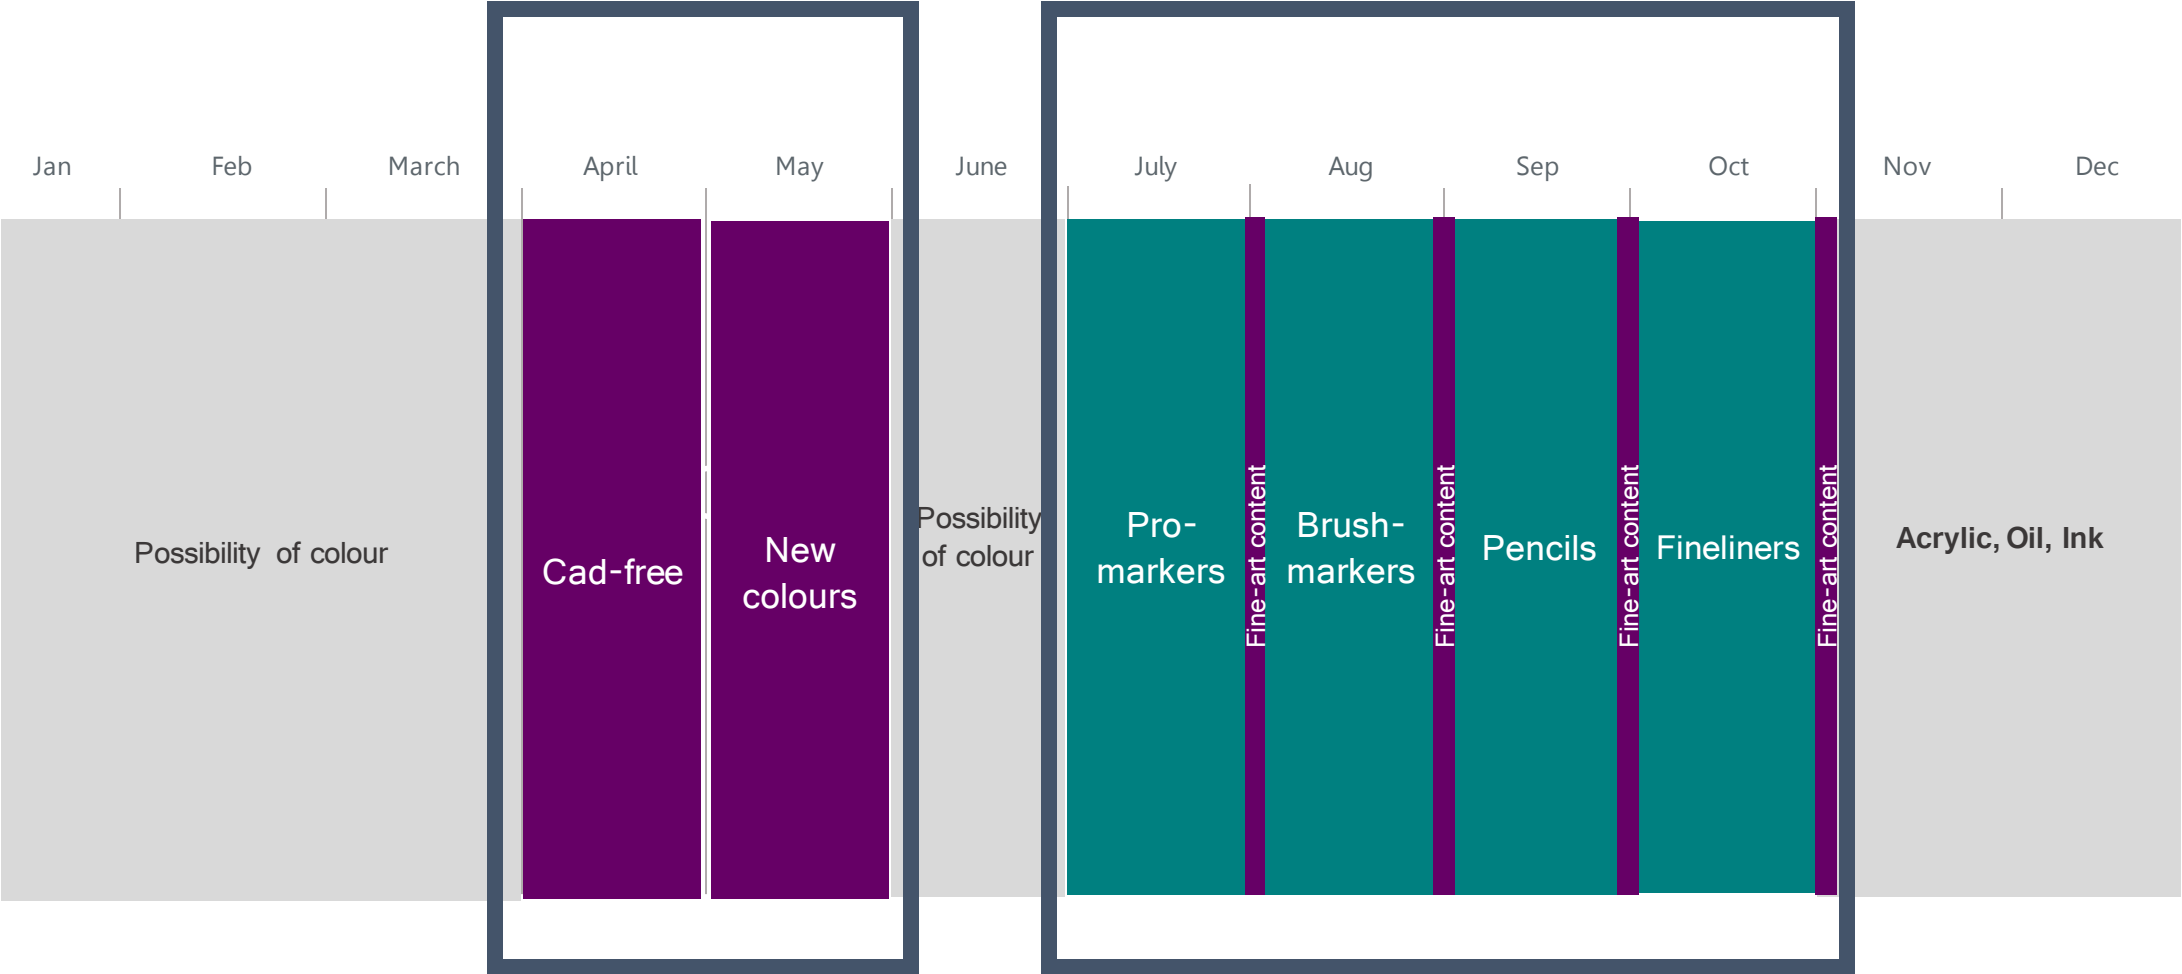 Jan
Feb
March
April
May
June
July
Aug
Sep
Oct
Nov
Dec
Possibility of colour
Cad-free
New
colours
Possibility
of colour
Pro-
markers
Fine-art content
Brush-
markers
Fine-art content
Pencils
Fine-art content
Fineliners
Fine-art content
Acrylic, Oil, Ink